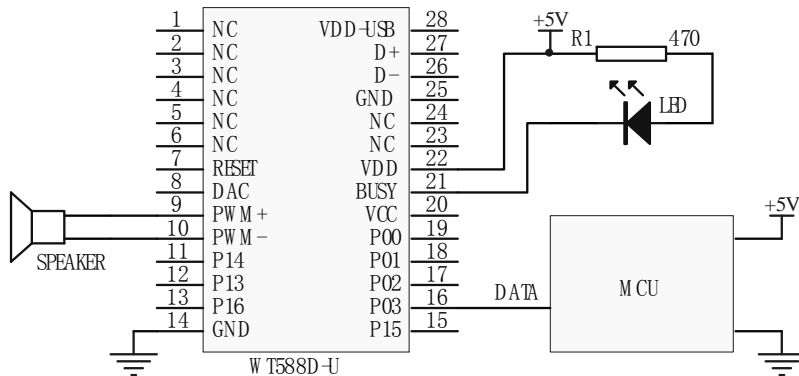 +5V
R1 470
LED
1 NC VDD-USB 28
2 NC D+ 27
3 NC D- 26
4 NC GND 25
5 NC NC 24
6 NC NC 23
7 RESET VDD 22
8 DAC BUSY 21
9 PWM+ VCC 20
10 PWM- P00 19
11 P14 P01 18
12 P13 P02 17
13 P16 P03 16
14 GND P15 15
SPEAKER
WT588D-U
DATA
MCU
+5V